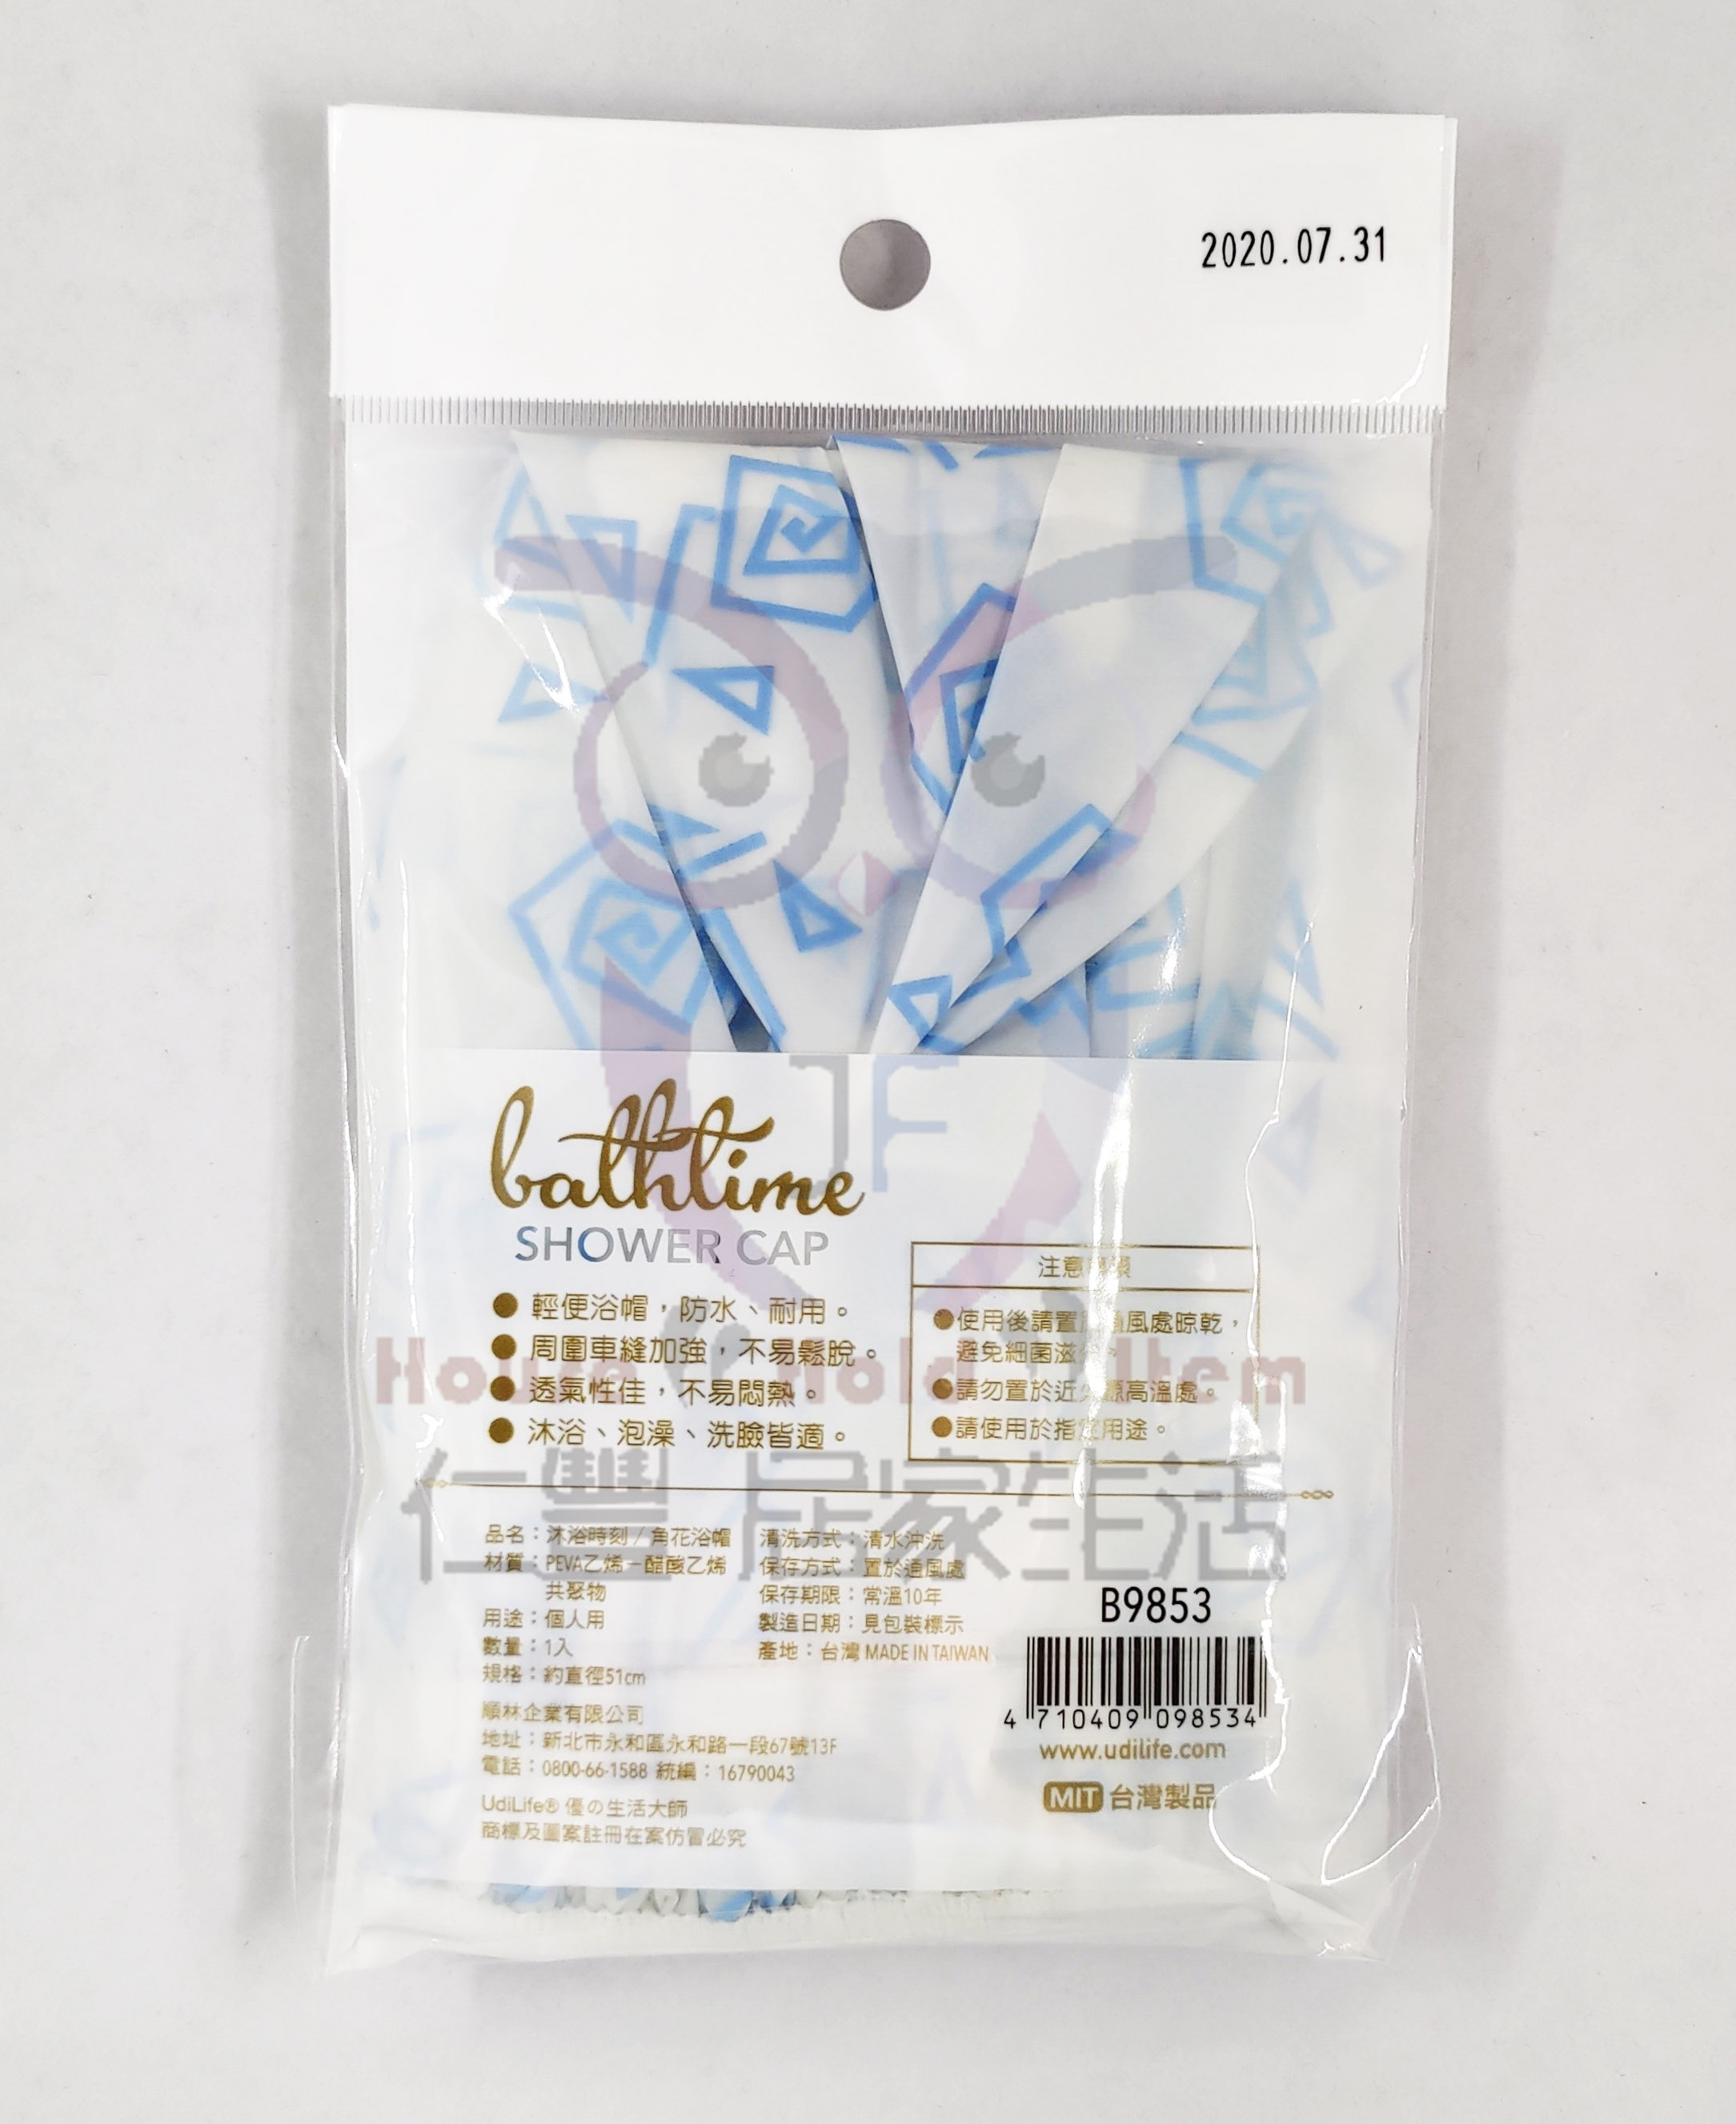 2020.07.31
bathtime
SHOWER CAP
● 輕便浴帽，防水、耐用。
● 周圍車縫加強，不易鬆脫。
● 透氣性佳，不易悶熱。
● 沐浴、泡澡、洗臉皆適。
注意事項
●使用後請置於通風處晾乾，
避免細菌滋生。
●請勿置於近火源高溫處。
●請使用於指定用途。
JF
House Hold Item
仁豐 居家生活
品名：沐浴時刻/角花浴帽
材質：PEVA乙烯－醋酸乙烯
共聚物
用途：個人用
數量：1入
規格：約直徑51cm
清洗方式：清水沖洗
保存方式：置於通風處
保存期限：常溫10年
製造日期：見包裝標示
產地：台灣 MADE IN TAIWAN
順林企業有限公司
地址：新北市永和區永和路一段67號13F
電話：0800-66-1588 統編：16790043
UdiLife® 優の生活大師
商標及圖案註冊在案仿冒必究
B9853
4 710409 098534
www.udilife.com
MIT 台灣製品